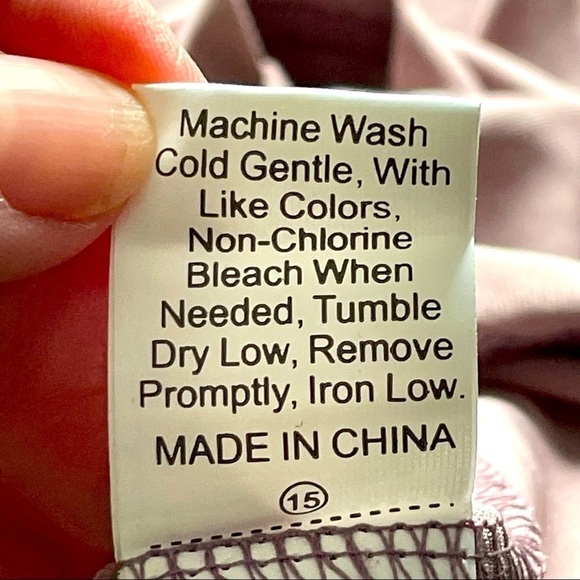 Machine Wash
Cold Gentle, With
Like Colors,
Non-Chlorine
Bleach When
Needed, Tumble
Dry Low, Remove
Promptly, Iron Low.
MADE IN CHINA
15